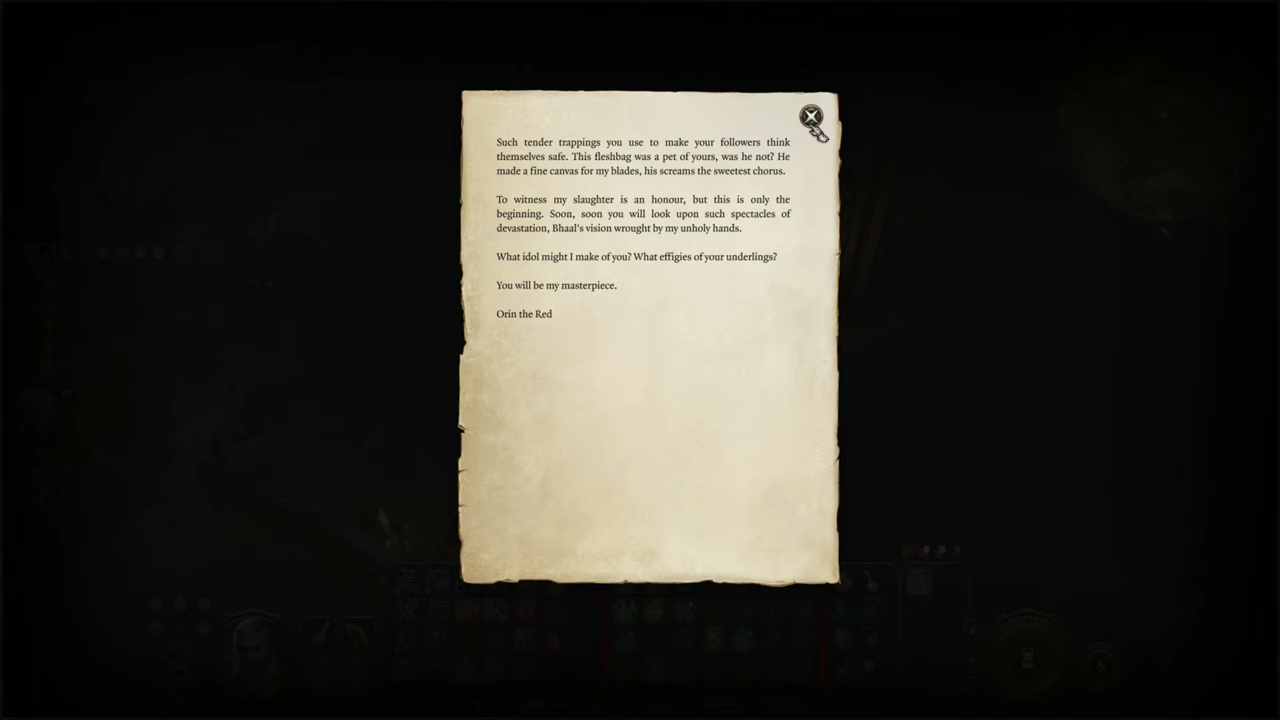 Such tender trappings you use to make your followers think
themselves safe. This fleshbag was a pet of yours, was he not? He
made a fine canvas for my blades, his screams the sweetest chorus.
To witness my slaughter is an honour, but this is only the
beginning. Soon, soon you will look upon such spectacles of
devastation, Bhaal's vision wrought by my unholy hands.
What idol might I make of you? What effigies of your underlings?
You will be my masterpiece.
Orin the Red